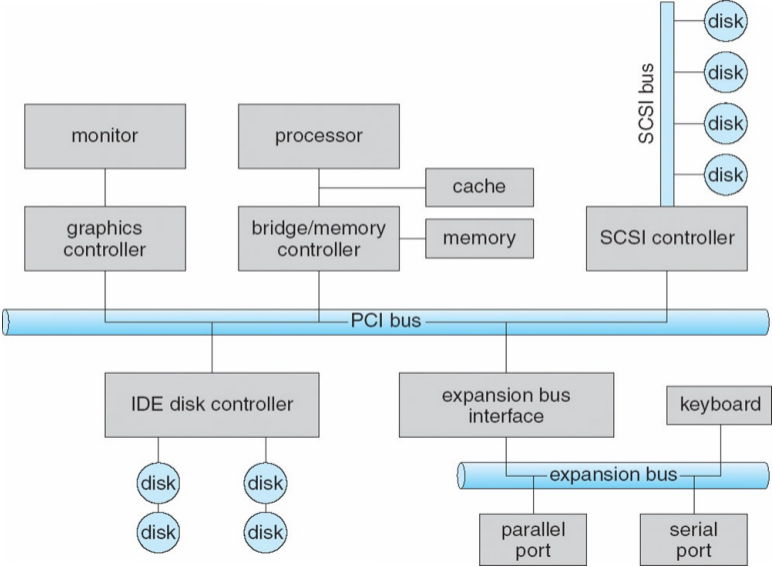 disk
SCSI bus
disk
disk
disk
monitor
processor
cache
graphics
controller
bridge/memory
controller
memory
SCSI controller
PCI bus
IDE disk controller
expansion bus
interface
keyboard
disk
disk
expansion bus
disk
disk
parallel
port
serial
port